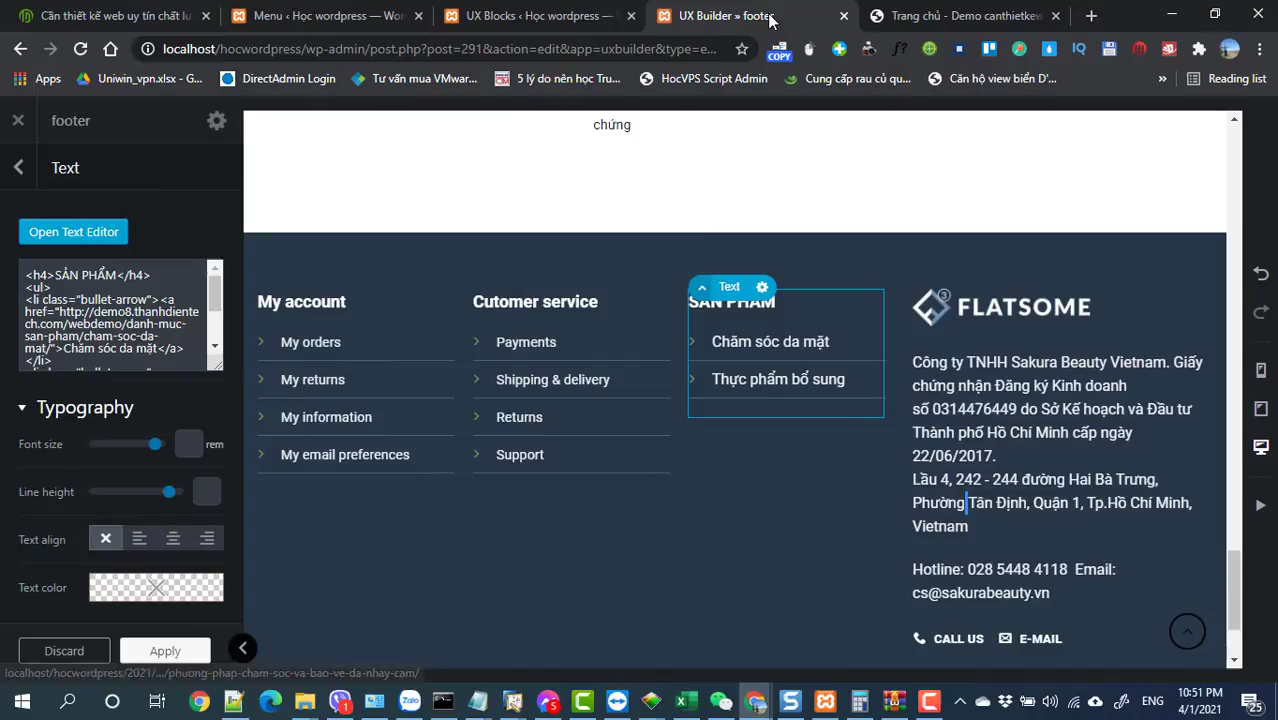 Cần thiết kế web uy tín chất lư
Menu ‹ Học wordpress — Wor
UX Blocks ‹ Học wordpress —
UX Builder » footer
Trang chủ - Demo canthietkew
localhost/hocwordpress/wp-admin/post.php?post=291&action=edit&app=uxbuilder&type=e...
COPY
Apps
Uniwin_vpn.xlsx - G...
DirectAdmin Login
Tư vấn mua VMwar...
5 lý do nên học Tru...
HocVPS Script Admin
Cung cấp rau củ qu...
Căn hộ view biển D'...
»
Reading list
footer
Text
Open Text Editor
<h4>SẢN PHẨM</h4>
<ul>
<li class="bullet-arrow"><a
href="http://demo8.thanhdiente
ch.com/webdemo/danh-muc-
san-pham/cham-soc-da-
mat/">Chăm sóc da mặt</a>
</li>
Typography
Font size
rem
Line height
Text align
Text color
Discard
Apply
chứng
My account
My orders
My returns
My information
My email preferences
Cutomer service
Payments
Shipping & delivery
Returns
Support
Text
SẢN PHẨM
Chăm sóc da mặt
Thực phẩm bổ sung
3
FLATSOME
Công ty TNHH Sakura Beauty Vietnam. Giấy
chứng nhận Đăng ký Kinh doanh
số 0314476449 do Sở Kế hoạch và Đầu tư
Thành phố Hồ Chí Minh cấp ngày
22/06/2017.
Lầu 4, 242 - 244 đường Hai Bà Trưng,
Phường Tân Định, Quận 1, Tp.Hồ Chí Minh,
Vietnam
Hotline: 028 5448 4118 Email:
cs@sakurabeauty.vn
CALL US
E-MAIL
localhost/hocwordpress/2021/.../phuong-phap-cham-soc-va-bao-ve-da-nhay-cam/
ENG
10:51 PM
4/1/2021
25